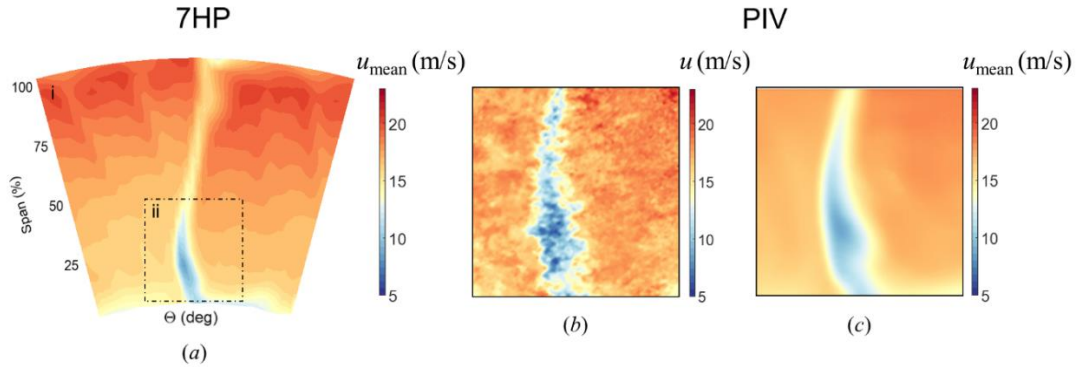 7HP
PIV
u_mean (m/s)
u (m/s)
u_mean (m/s)
i
100
75
50
25
Span (%)
ii
Θ (deg)
20
15
10
5
20
15
10
5
20
15
10
5
(a)
(b)
(c)